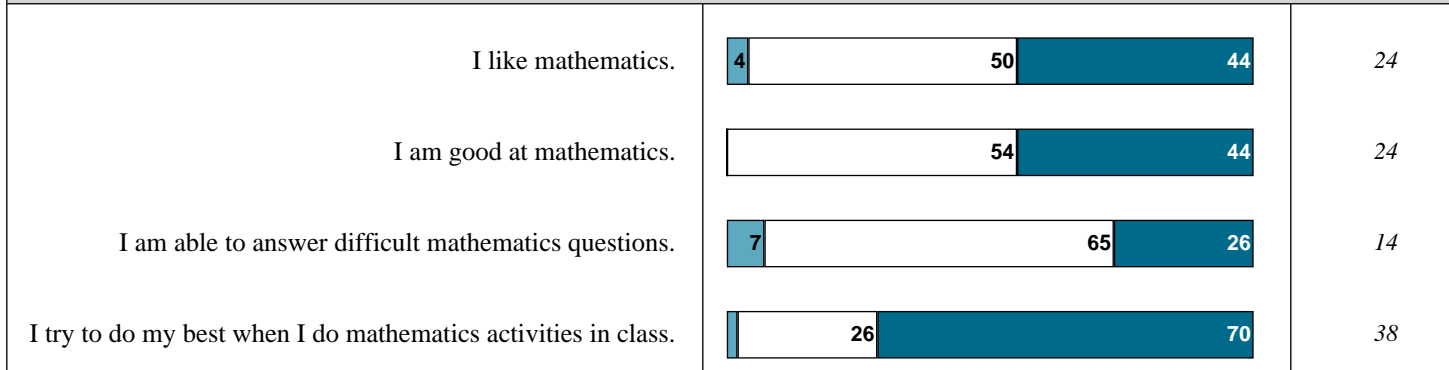 I like mathematics. 4 50 44 24
I am good at mathematics. 54 44 24
I am able to answer difficult mathematics questions. 7 65 26 14
I try to do my best when I do mathematics activities in class. 26 70 38